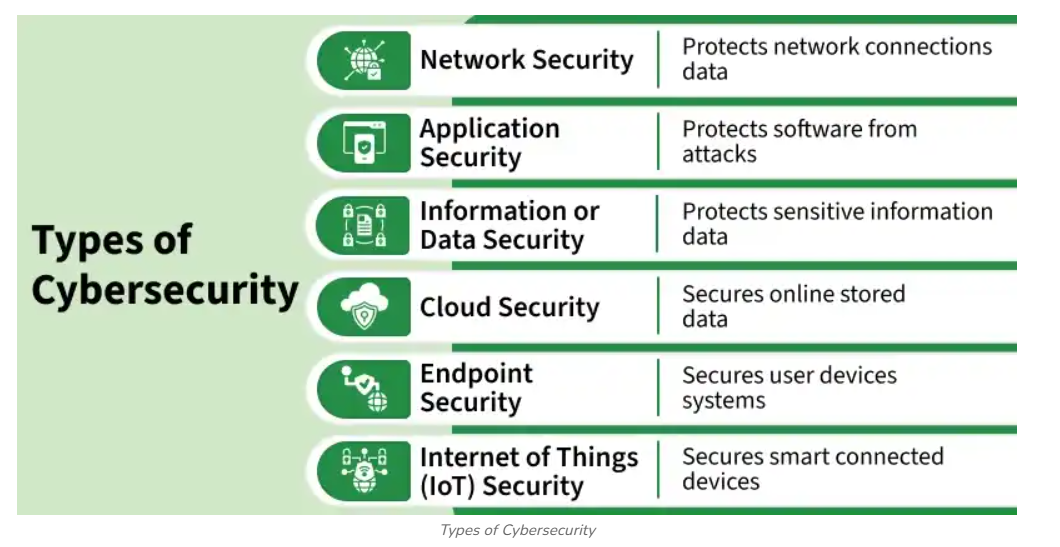 Types of
Cybersecurity
Network Security
Protects network connections
data
Application
Security
Protects software from
attacks
Information or
Data Security
Protects sensitive information
data
Cloud Security
Secures online stored
data
Endpoint
Security
Secures user devices
systems
Internet of Things
(IoT) Security
Secures smart connected
devices
Types of Cybersecurity